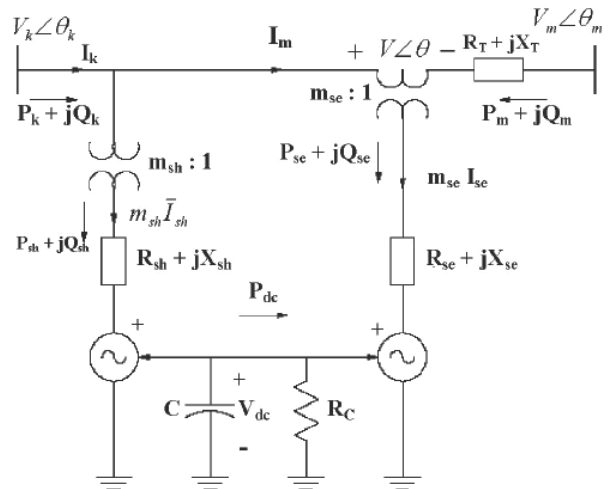 V_k∠θ_k
I_k
I_m
+ V∠θ −
R_T + jX_T
V_m∠θ_m
P_k + jQ_k
m_se : 1
P_m + jQ_m
m_sh : 1
P_se + jQ_se
m_se I_se
P_sh + jQ_sh
m_sh Ī_sh
R_sh + jX_sh
R_se + jX_se
P_dc
+
+
C
+
V_dc
-
R_C